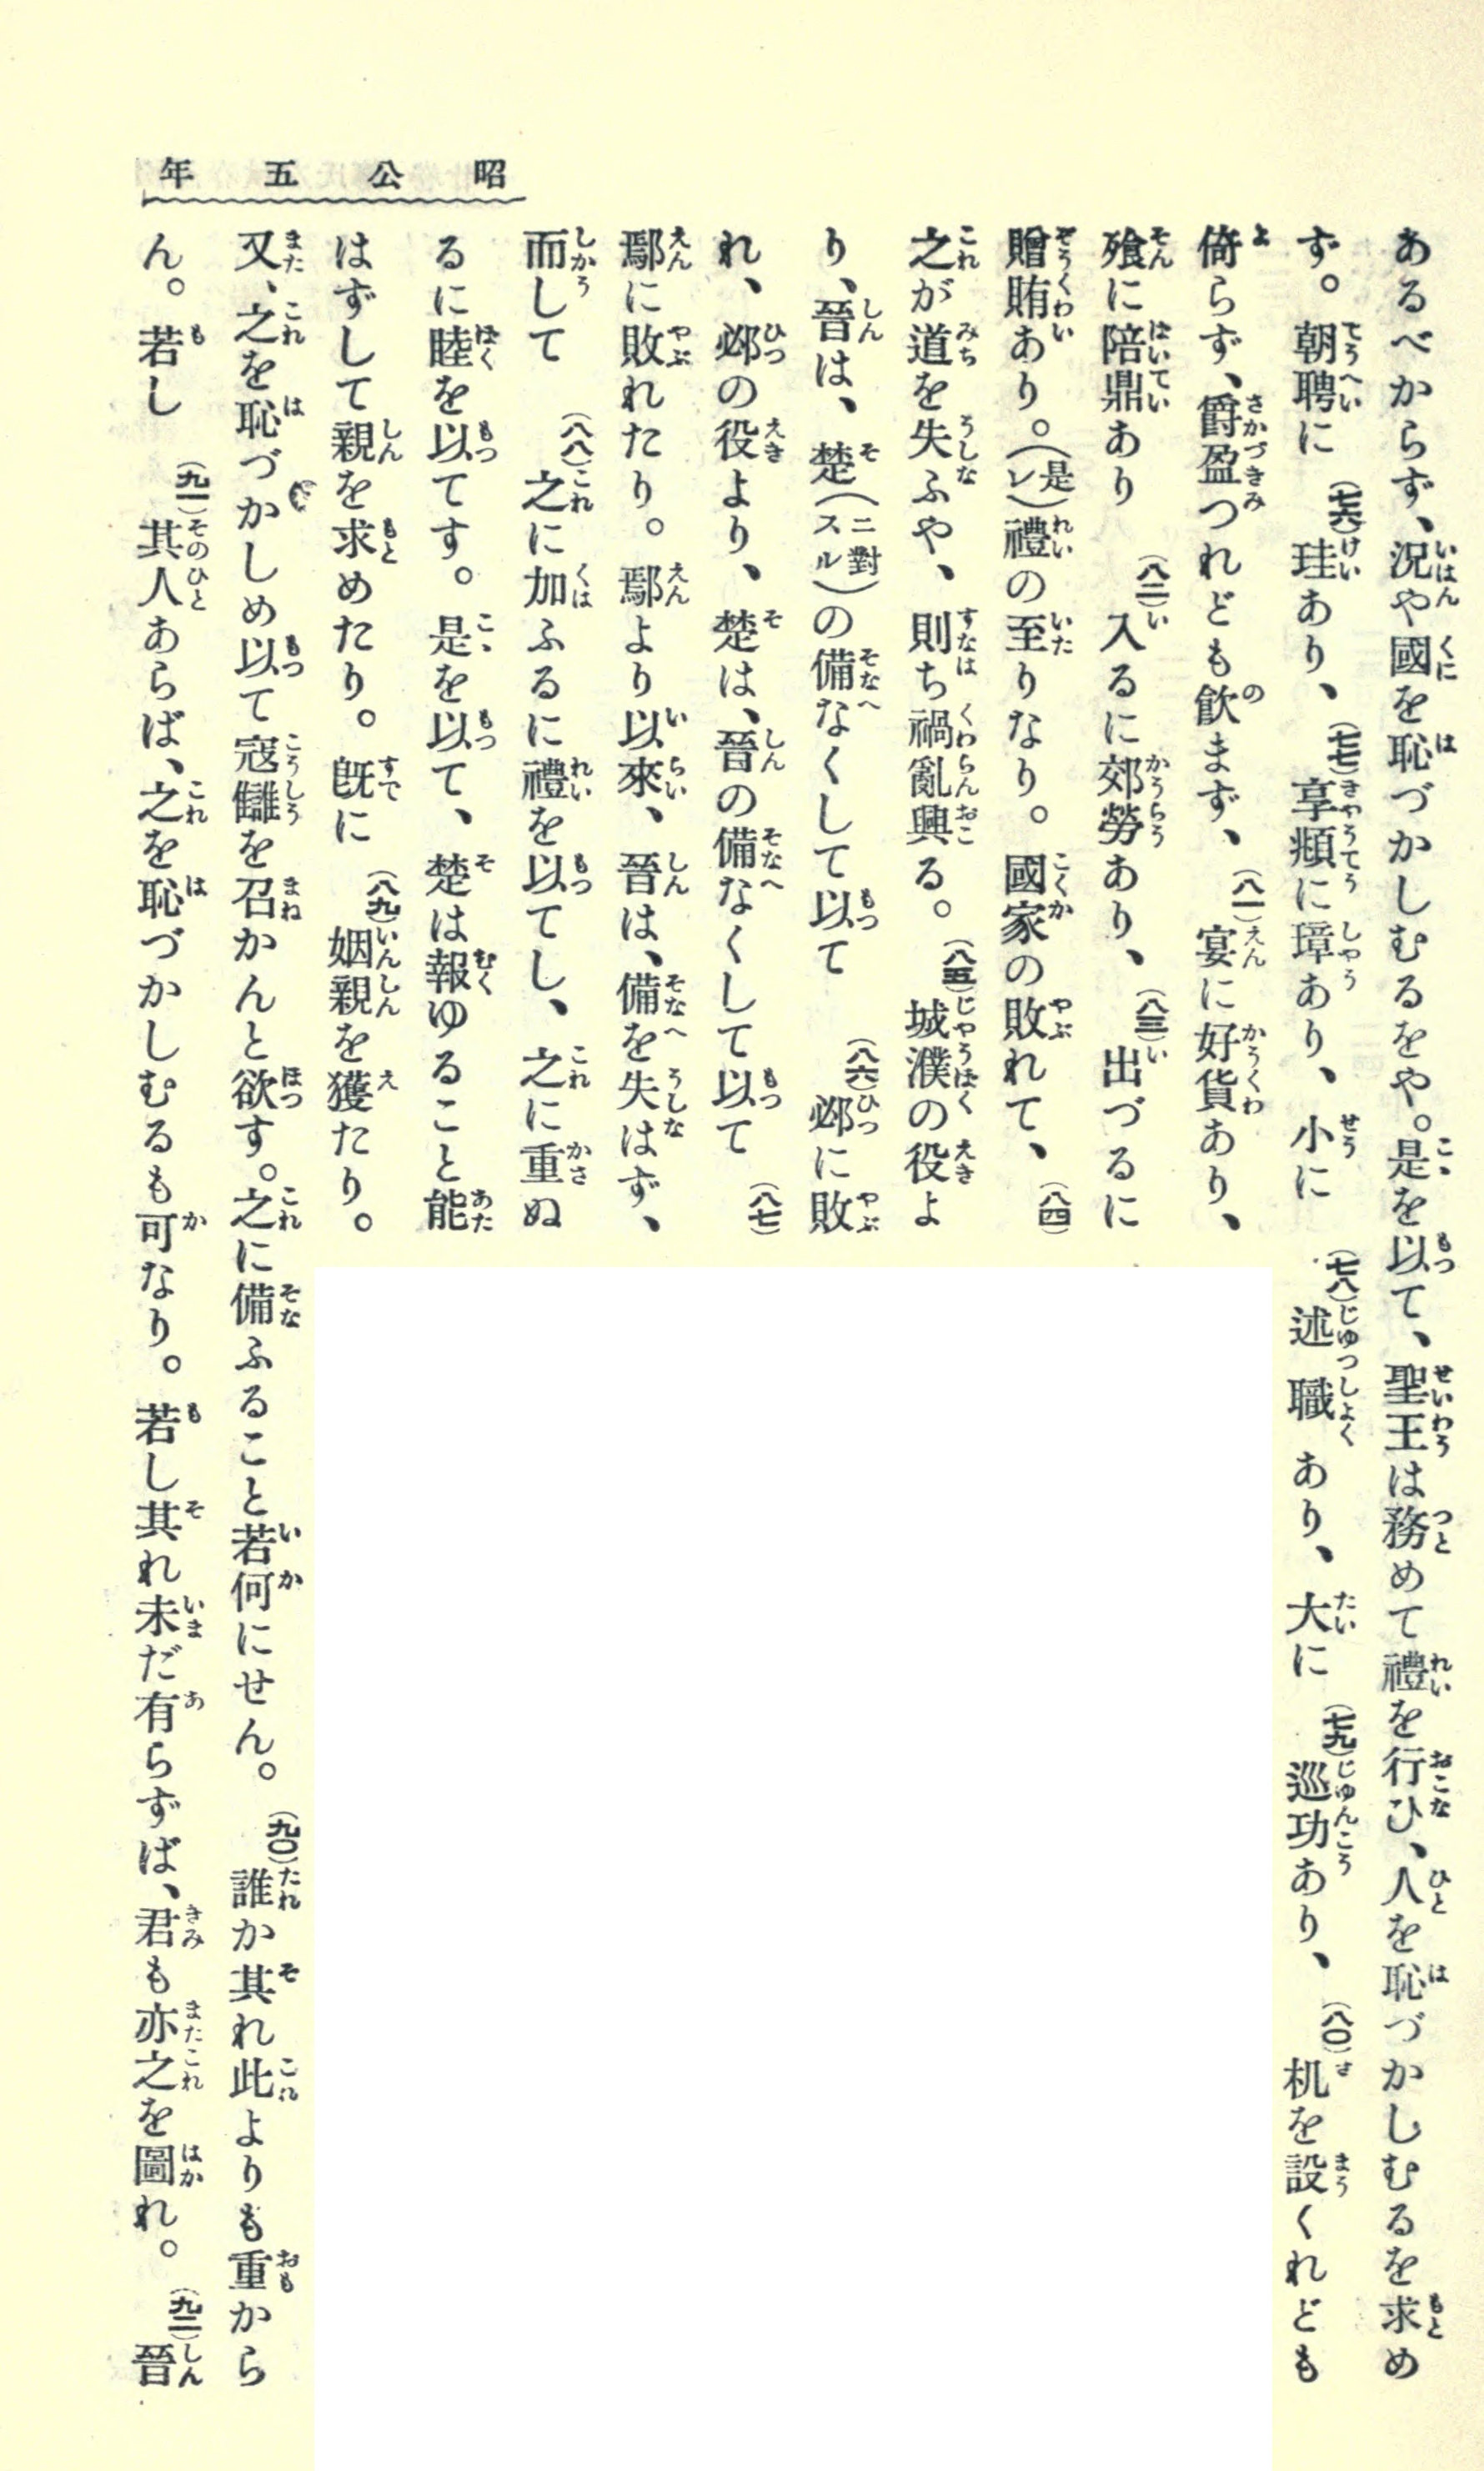 昭公五年
あるべからず、況や國を恥づかしむるをや。是を以て、聖王は務めて禮を行ひ、人を恥づかしむるを求め
ず。朝聘に(七六)珪あり、(七七)享頫に璋あり、小に(七八)述職あり、大に(七九)巡功あり、(八〇)机を設くれども
倚らず、爵盈つれども飮まず、(八一)宴に好貨あり、
飧に陪鼎あり(八二)入るに郊勞あり、(八三)出づるに
贈賄あり。(是レ)禮の至りなり。國家の敗れて、(八四)
之が道を失ふや、則ち禍亂興る。(八五)城濮の役よ
り、晉は、楚(ニ對スル)の備なくして以て(八六)邲に敗
れ、邲の役より、楚は、晉の備なくして以て(八七)
鄢に敗れたり。鄢より以來、晉は、備を失はず、
而して(八八)之に加ふるに禮を以てし、之に重ぬ
るに睦を以てす。是を以て、楚は報ゆること能
はずして親を求めたり。既に(八九)姻親を獲たり。
又、之を恥づかしめ以て寇讎を召かんと欲す。之に備ふること若何にせん。(九〇)誰か其れ此よりも重から
ん。若し(九一)其人あらば、之を恥づかしむるも可なり。若し其れ未だ有らずば、君も亦之を圖れ。(九二)晉